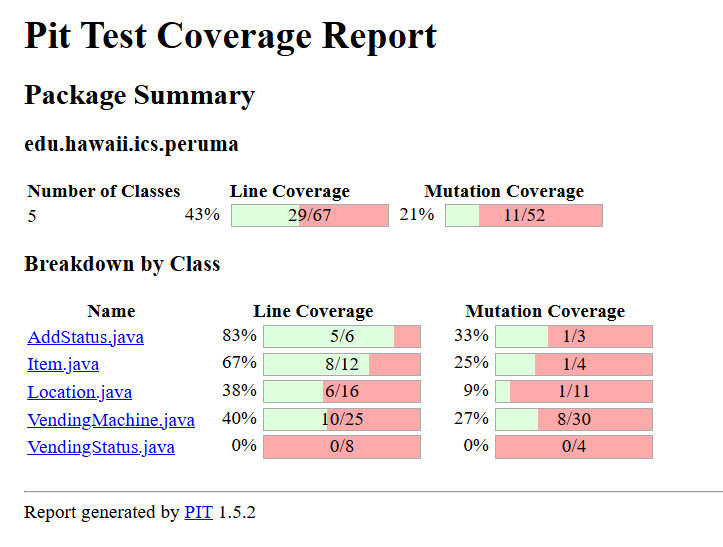 Pit Test Coverage Report
Package Summary
edu.hawaii.ics.peruma
Number of Classes Line Coverage Mutation Coverage
5 43% 29/67 21% 11/52
Breakdown by Class
Name Line Coverage Mutation Coverage
AddStatus.java 83% 5/6 33% 1/3
Item.java 67% 8/12 25% 1/4
Location.java 38% 6/16 9% 1/11
VendingMachine.java 40% 10/25 27% 8/30
VendingStatus.java 0% 0/8 0% 0/4
Report generated by PIT 1.5.2